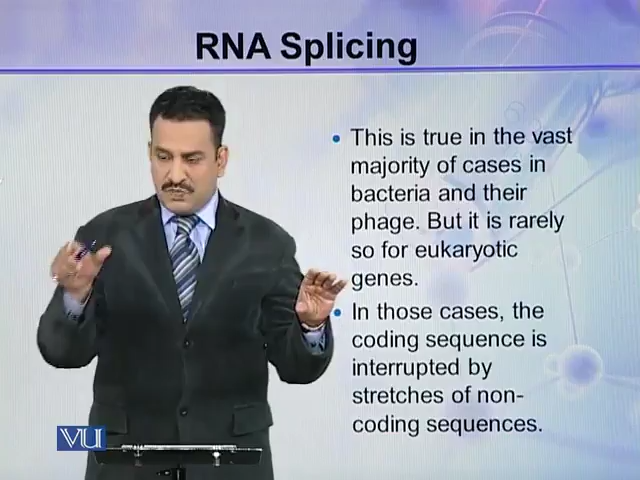 RNA Splicing
• This is true in the vast
majority of cases in
bacteria and their
phage. But it is rarely
so for eukaryotic
genes.
• In those cases, the
coding sequence is
interrupted by
stretches of non-
coding sequences.
VU